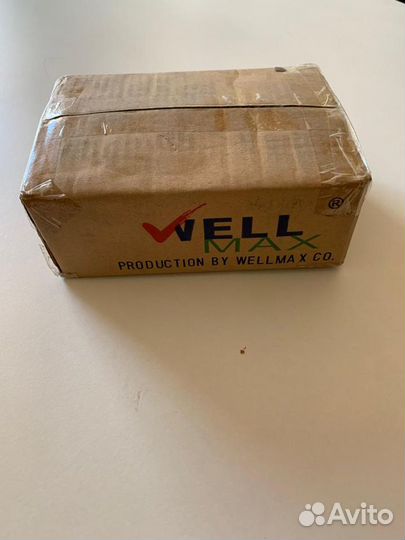 ®
WELL
MAX
PRODUCTION BY WELLMAX CO.
Avito